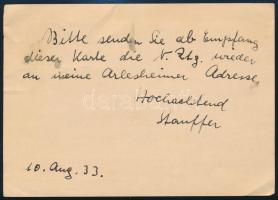 Bitte senden Sie ab Empfang
dieser Karte die N. Ztg. wieder
an meine Arlesheimer Adresse.
Hochachtend
Stauffer
10. Aug. 33.